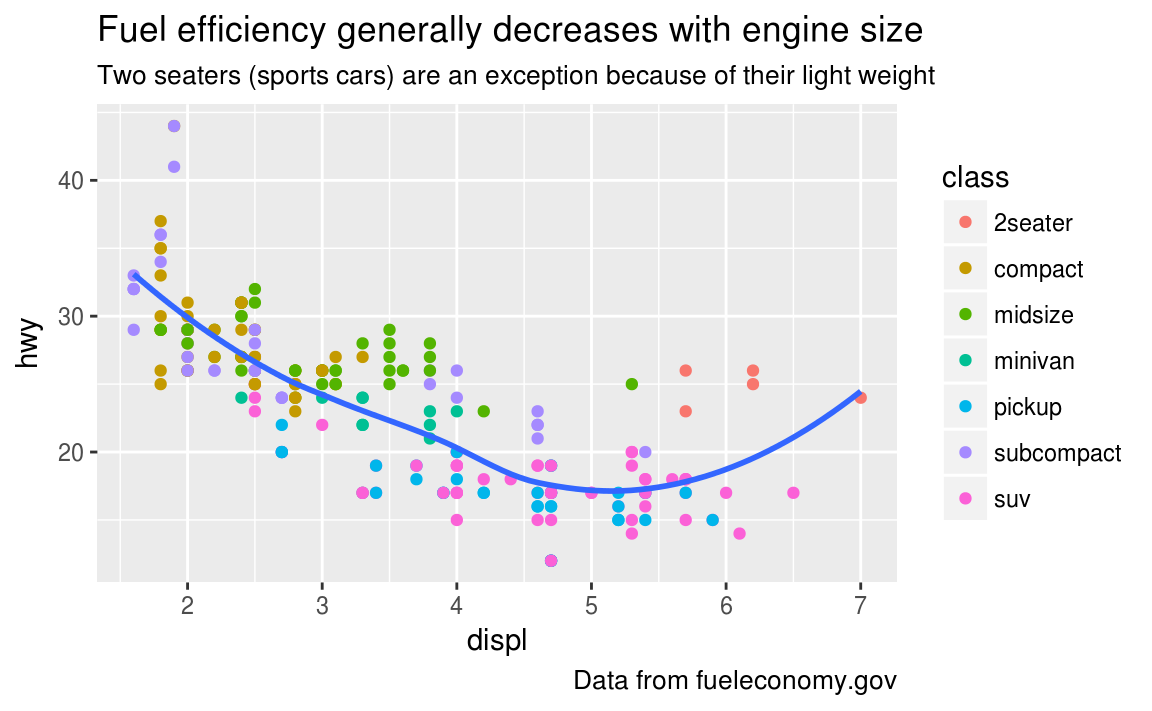 Fuel efficiency generally decreases with engine size
Two seaters (sports cars) are an exception because of their light weight
40
30
20
hwy
2 3 4 5 6 7
displ
class
2seater
compact
midsize
minivan
pickup
subcompact
suv
Data from fueleconomy.gov